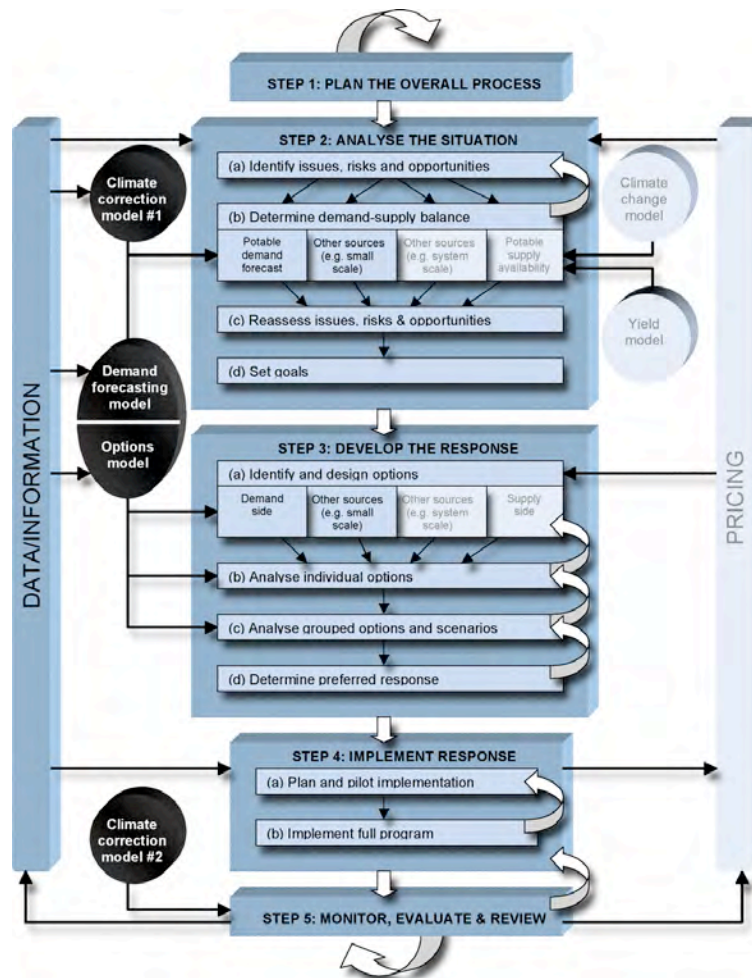 STEP 1: PLAN THE OVERALL PROCESS
STEP 2: ANALYSE THE SITUATION
(a) Identify issues, risks and opportunities
Climate
correction
model #1
Climate
change
model
(b) Determine demand-supply balance
Potable
demand
forecast
Other sources
(e.g. small
scale)
Other sources
(e.g. system
scale)
Potable
supply
availability
(c) Reassess issues, risks & opportunities
Yield
model
(d) Set goals
Demand
forecasting
model
Options
model
DATA/INFORMATION
PRICING
STEP 3: DEVELOP THE RESPONSE
(a) Identify and design options
Demand
side
Other sources
(e.g. small
scale)
Other sources
(e.g. system
scale)
Supply
side
(b) Analyse individual options
(c) Analyse grouped options and scenarios
(d) Determine preferred response
STEP 4: IMPLEMENT RESPONSE
(a) Plan and pilot implementation
(b) Implement full program
Climate
correction
model #2
STEP 5: MONITOR, EVALUATE & REVIEW